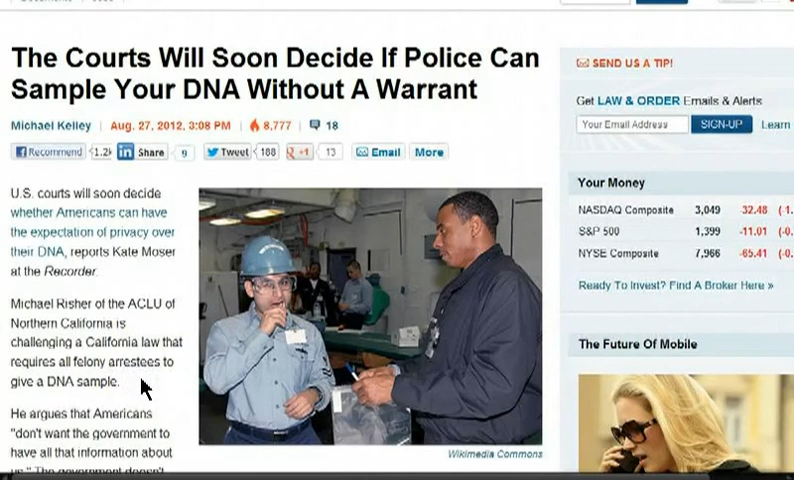 The Courts Will Soon Decide If Police Can
Sample Your DNA Without A Warrant
Michael Kelley | Aug. 27, 2012, 3:08 PM | 8,777 | 18
Recommend 1.2k Share 9 Tweet 188 +1 13 Email More
U.S. courts will soon decide
whether Americans can have
the expectation of privacy over
their DNA, reports Kate Moser
at the Recorder.
Michael Risher of the ACLU of
Northern California is
challenging a California law that
requires all felony arrestees to
give a DNA sample.
He argues that Americans
"don't want the government to
have all that information about
us." The government doesn't
Wikimedia Commons
SEND US A TIP!
Get LAW & ORDER Emails & Alerts
Your Email Address SIGN-UP Learn
Your Money
NASDAQ Composite 3,049 -32.48 (-1.
S&P 500 1,399 -11.01 (-0.
NYSE Composite 7,966 -65.41 (-0.
Ready To Invest? Find A Broker Here »
The Future Of Mobile